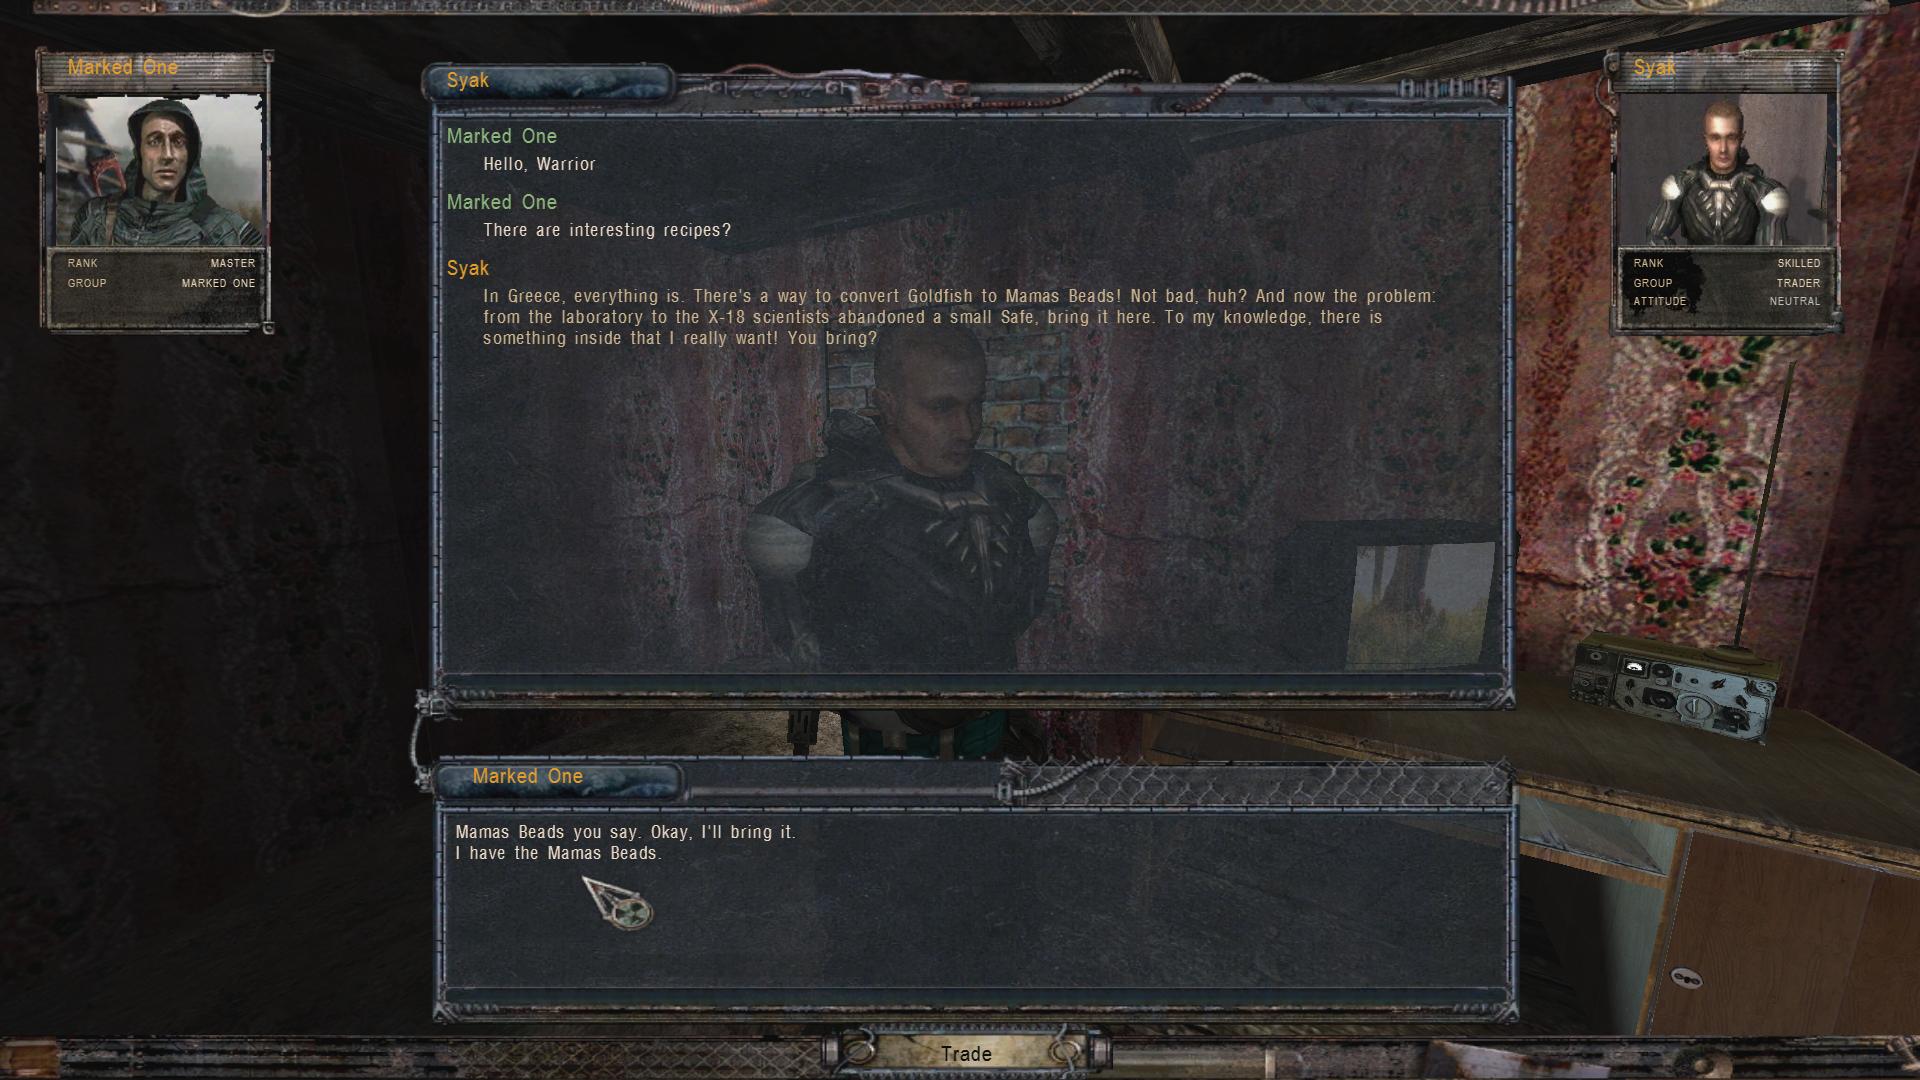 Marked One
RANK MASTER
GROUP MARKED ONE
Syak
Marked One
Hello, Warrior
Marked One
There are interesting recipes?
Syak
In Greece, everything is. There's a way to convert Goldfish to Mamas Beads! Not bad, huh? And now the problem:
from the laboratory to the X-18 scientists abandoned a small Safe, bring it here. To my knowledge, there is
something inside that I really want! You bring?
Syak
RANK SKILLED
GROUP TRADER
ATTITUDE NEUTRAL
Marked One
Mamas Beads you say. Okay, I'll bring it.
I have the Mamas Beads.
Trade